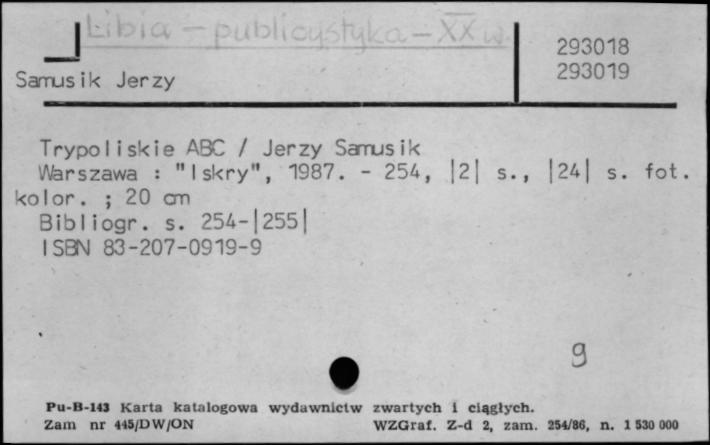 Libia - publicystyka - XX w.
293018
293019
Samusik Jerzy
Trypoliskie ABC / Jerzy Samusik
Warszawa : "Iskry", 1987. - 254, |2| s., |24| s. fot.
kolor. ; 20 cm
Bibliogr. s. 254-|255|
ISBN 83-207-0919-9
9
Pu-B-143 Karta katalogowa wydawnictw zwartych i ciągłych.
Zam nr 445/DW/ON WZGraf. Z-d 2, zam. 254/86, n. 1 530 000